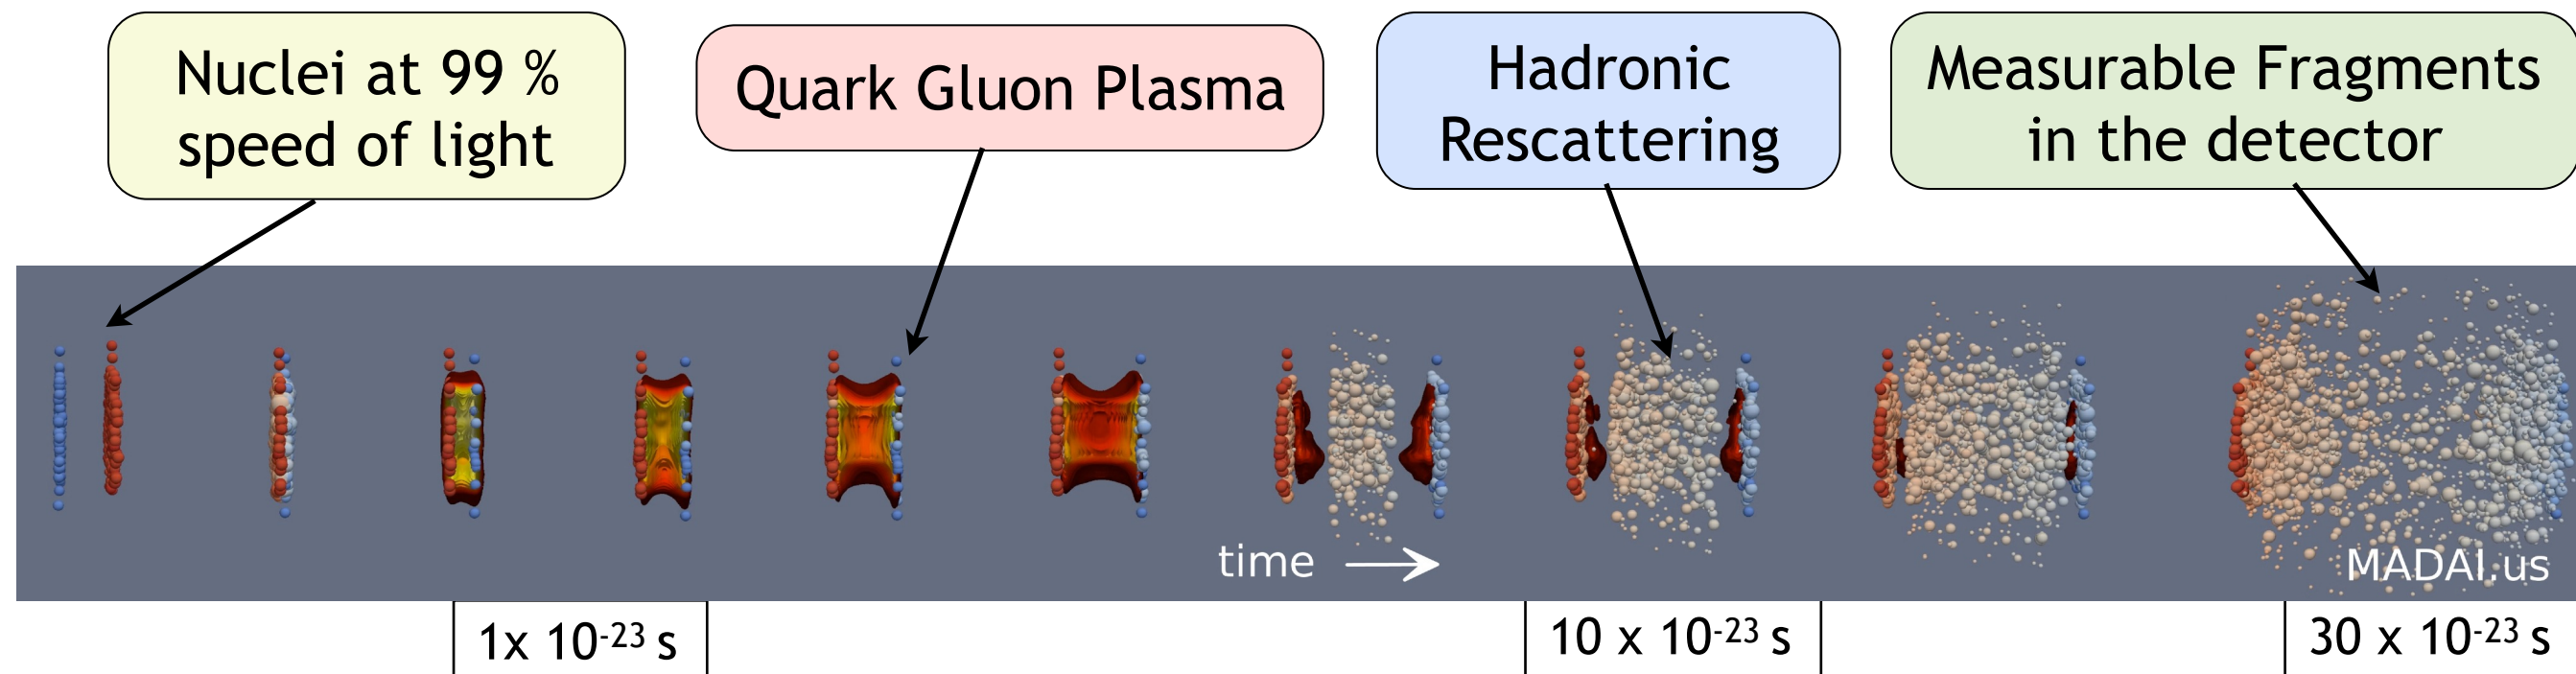 Nuclei at 99 %
speed of light
Quark Gluon Plasma
Hadronic
Rescattering
Measurable Fragments
in the detector
time
MADAI.us
1x 10⁻²³ s
10 x 10⁻²³ s
30 x 10⁻²³ s